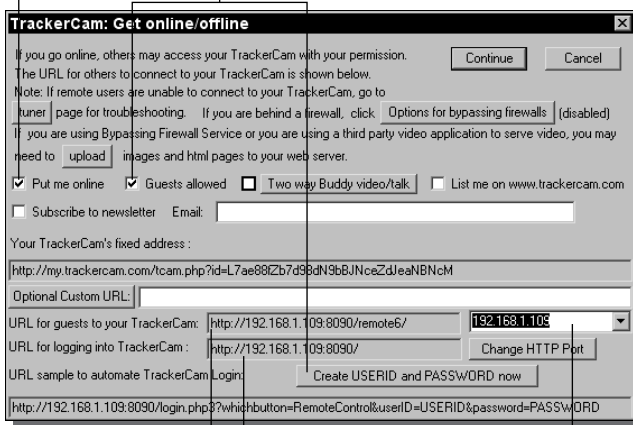 TrackerCam: Get online/offline
If you go online, others may access your TrackerCam with your permission.
Continue
Cancel
The URL for others to connect to your TrackerCam is shown below.
Note: If remote users are unable to connect to your TrackerCam, go to
tuner page for troubleshooting. If you are behind a firewall, click Options for bypassing firewalls (disabled)
If you are using Bypassing Firewall Service or you are using a third party video application to serve video, you may
need to upload images and html pages to your web server.
Put me online Guests allowed Two way Buddy video/talk List me on www.trackercam.com
Subscribe to newsletter Email:
Your TrackerCam's fixed address :
http://my.trackercam.com/tcam.php?id=L7ae88fZb7d98dN9bBJNceZdJeaNBNcM
Optional Custom URL:
URL for guests to your TrackerCam: http://192.168.1.109:8090/remote6/ 192.168.1.109
URL for logging into TrackerCam : http://192.168.1.109:8090/ Change HTTP Port
URL sample to automate TrackerCam Login: Create USERID and PASSWORD now
http://192.168.1.109:8090/login.php3?whichbutton=RemoteControl&userID=USERID&password=PASSWORD